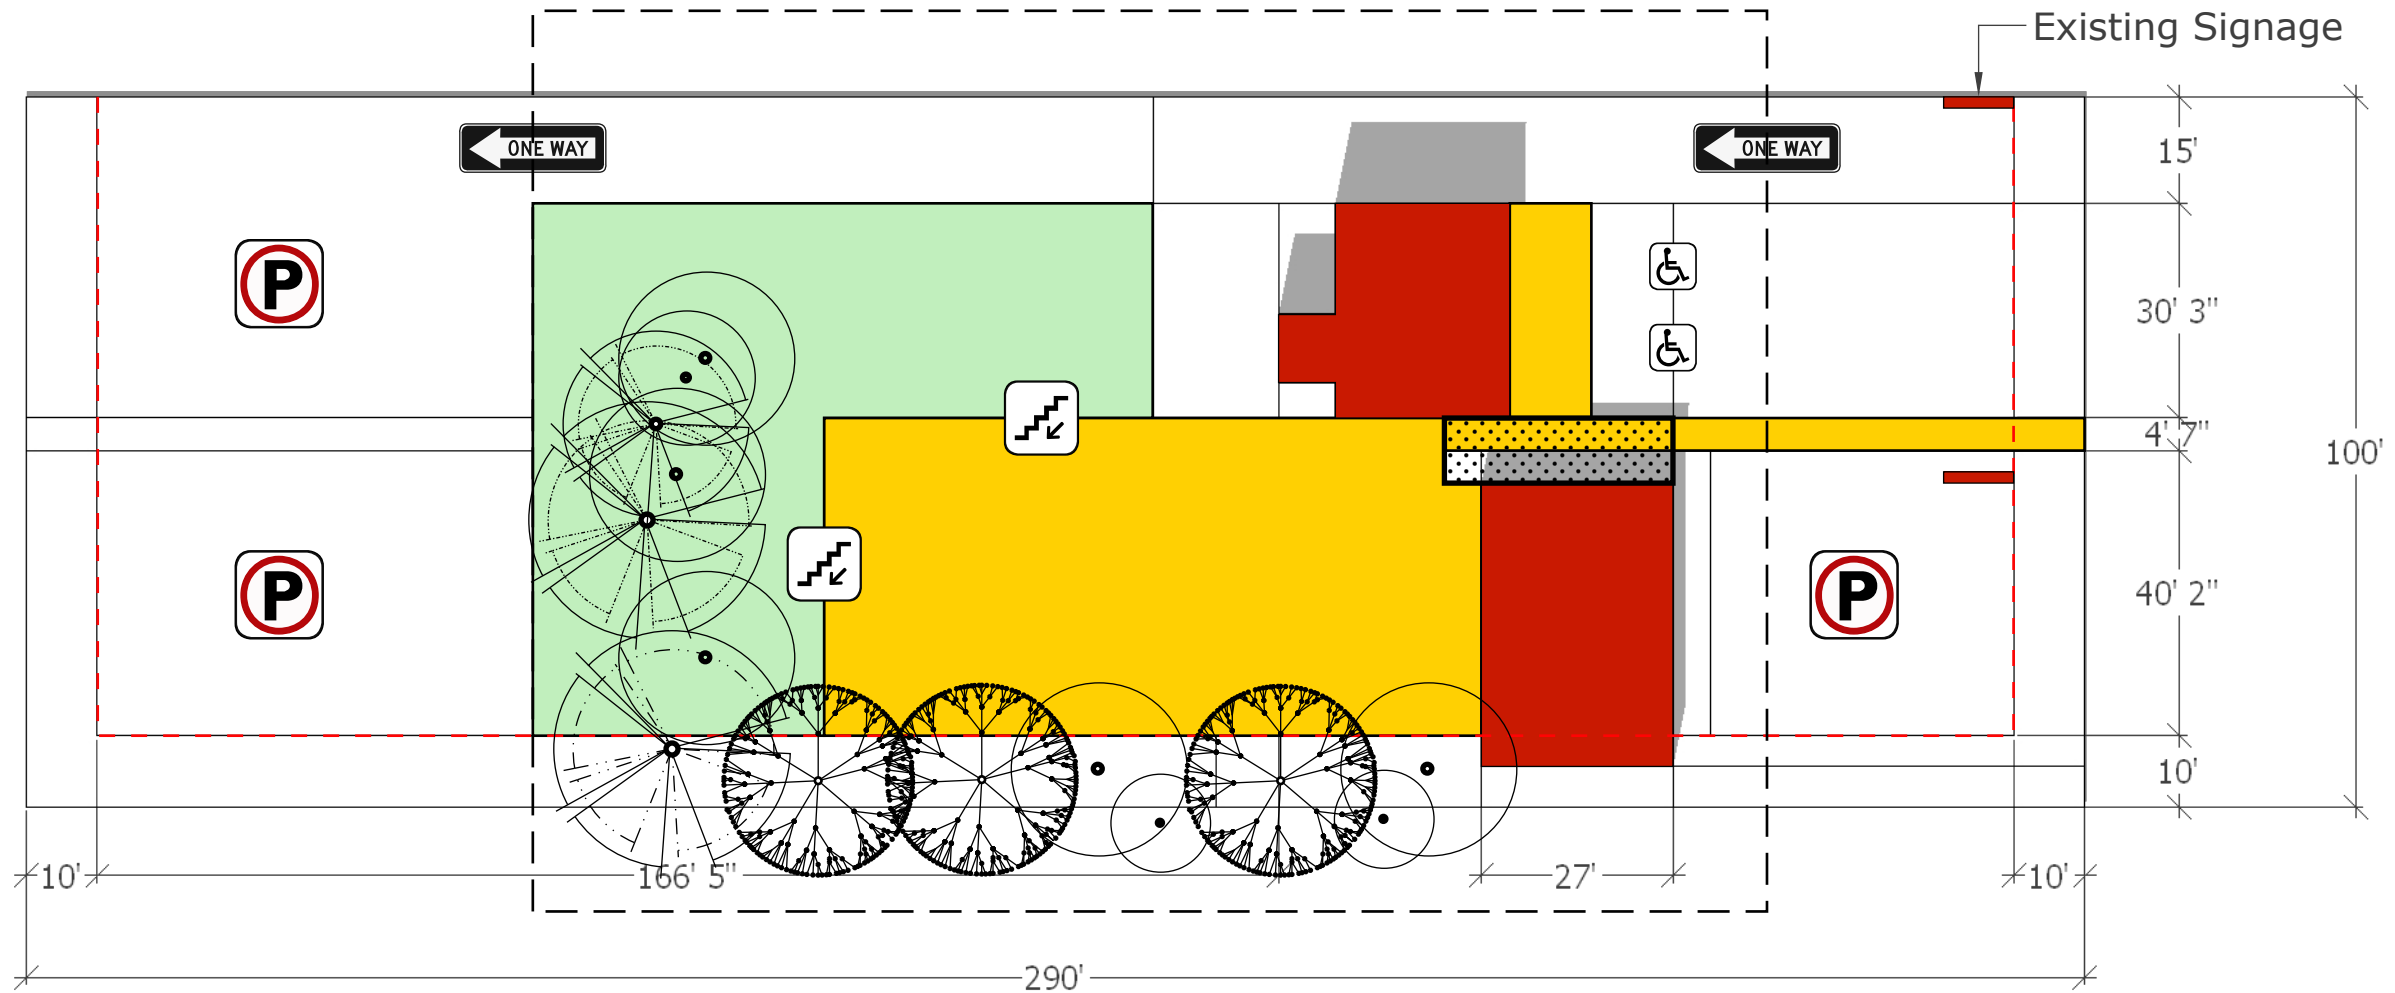 Existing Signage
ONE WAY
ONE WAY
15'
P
30' 3"
4' 7"
100'
P
P
40' 2"
10'
10'
166' 5"
27'
10'
290'